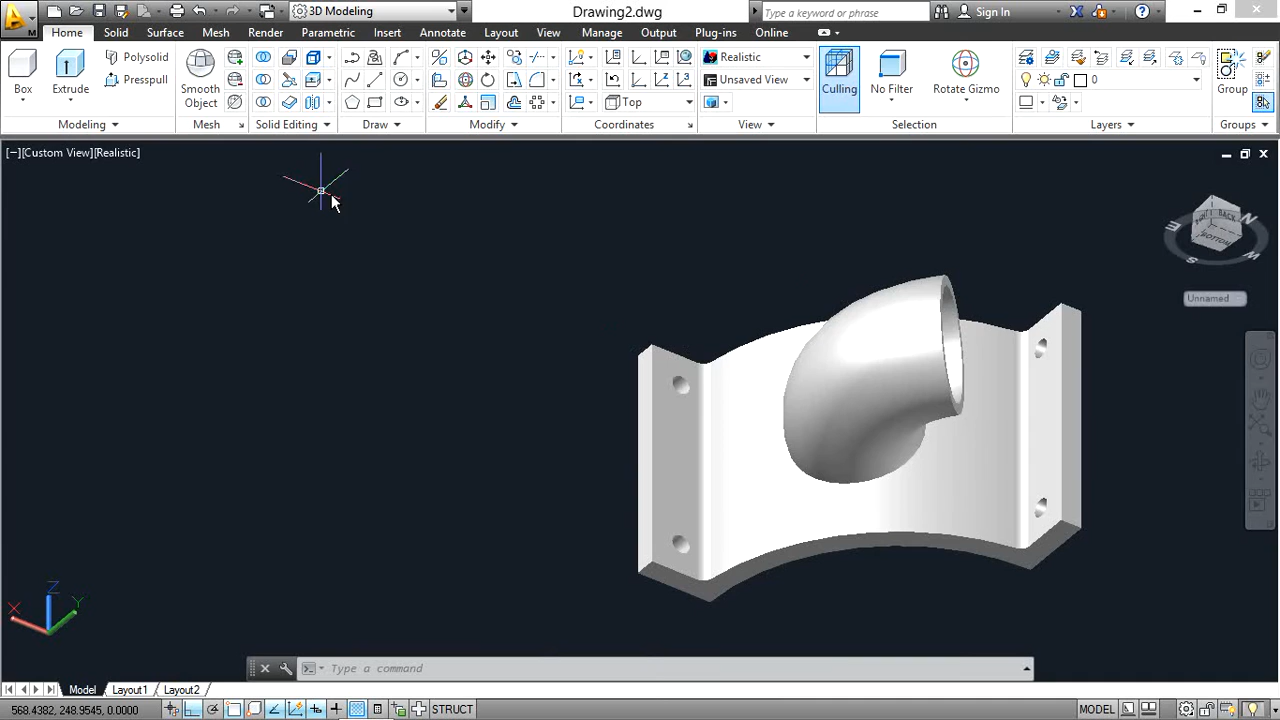 3D Modeling
Drawing2.dwg
Type a keyword or phrase
Sign In
Home Solid Surface Mesh Render Parametric Insert Annotate Layout View Manage Output Plug-ins Online
Box
Extrude
Polysolid
Presspull
Smooth
Object
Realistic
Unsaved View
Top
Culling
No Filter
Rotate Gizmo
0
Group
Modeling
Mesh
Solid Editing
Draw
Modify
Coordinates
View
Selection
Layers
Groups
[−][Custom View][Realistic]
E
N
S
W
BACK
BOTTOM
Unnamed
X
Z
Y
Type a command
Model Layout1 Layout2
568.4382, 248.9545, 0.0000
STRUCT
MODEL